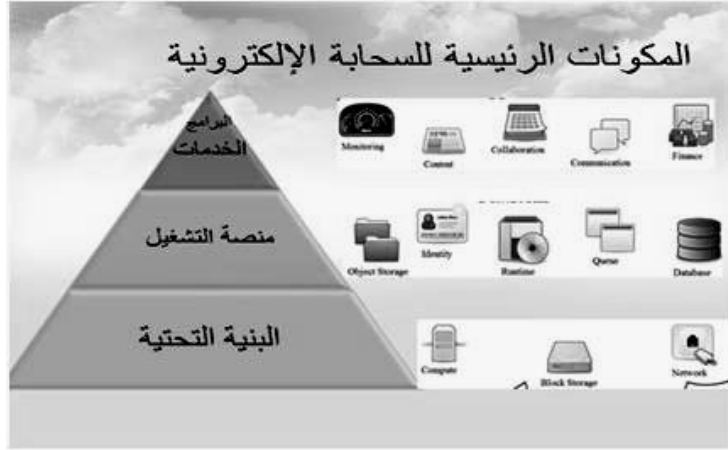 المكونات الرئيسية للسحابة الإلكترونية
البرامج
الخدمات
Monitoring
Content
Collaboration
Communication
Finance
منصة التشغيل
Object Storage
Identity
Runtime
Queue
Database
البنية التحتية
Compute
Block Storage
Network